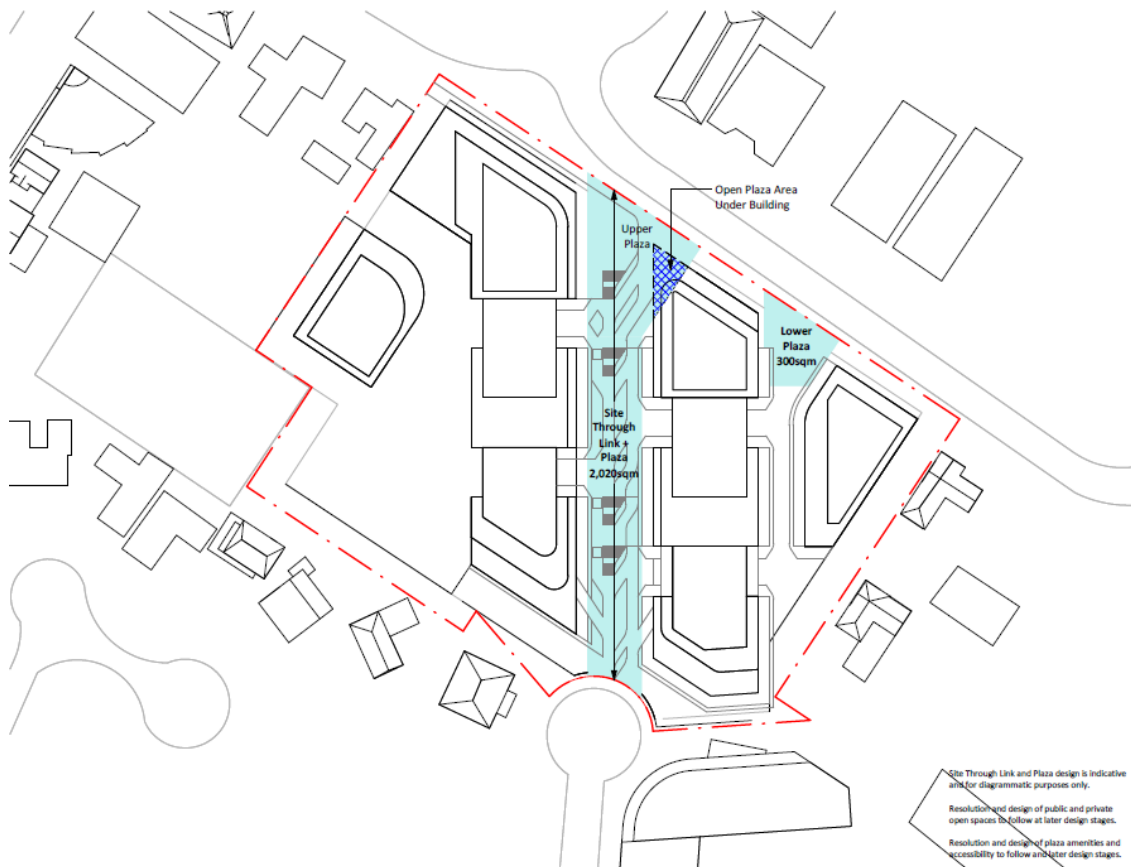 Open Plaza Area
Under Building
Upper
Plaza
Lower
Plaza
300sqm
Site
Through
Link +
Plaza
2,020sqm
Site Through Link and Plaza design is indicative
and for diagrammatic purposes only.
Resolution and design of public and private
open spaces to follow at later design stages.
Resolution and design of plaza amenities and
accessibility to follow and later design stages.